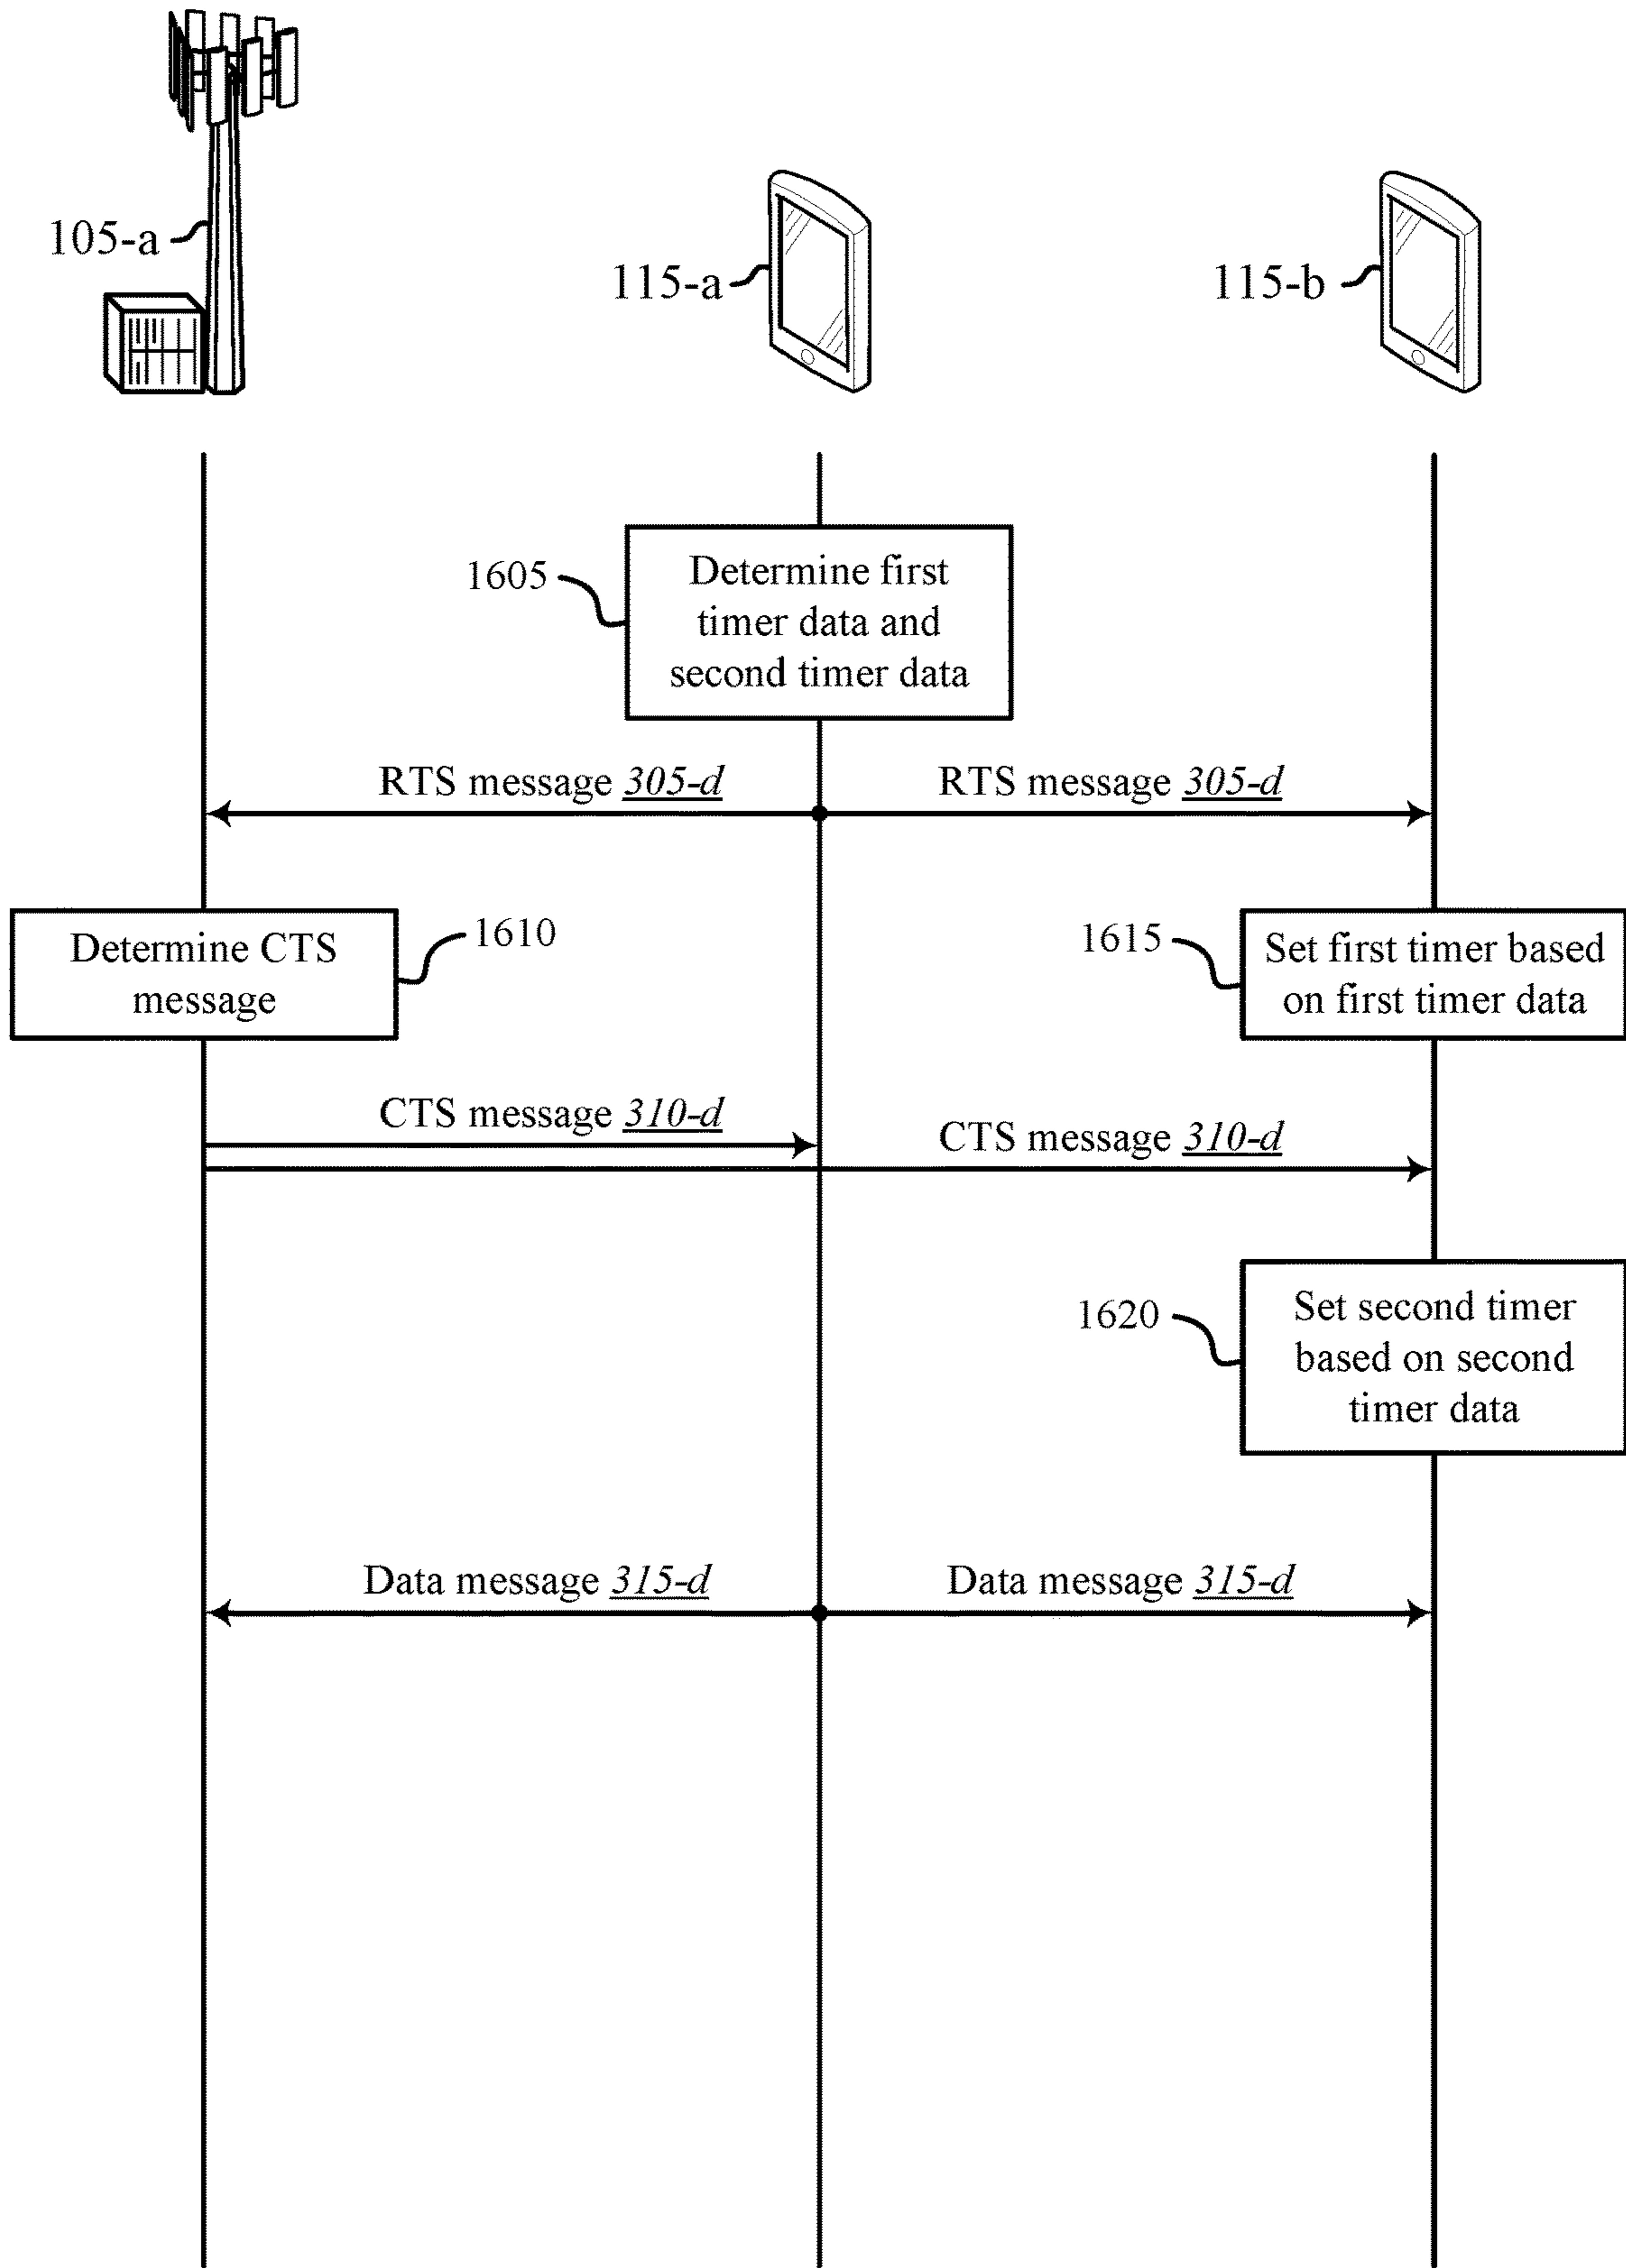 105-a
115-a
115-b
1605
Determine first
timer data and
second timer data
RTS message 305-d
RTS message 305-d
Determine CTS
message
1610
1615
Set first timer based
on first timer data
CTS message 310-d
CTS message 310-d
1620
Set second timer
based on second
timer data
Data message 315-d
Data message 315-d